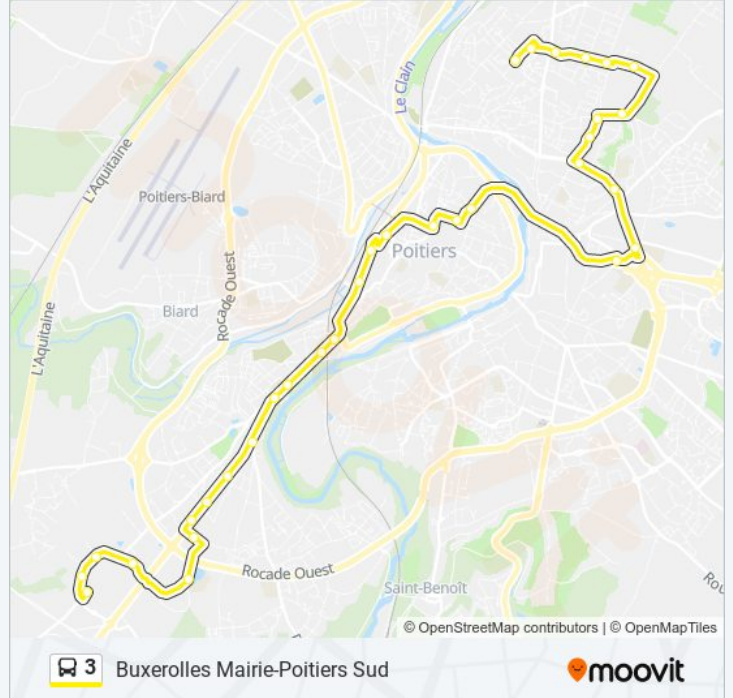 Le Clain
L'Aquitaine
Poitiers-Biard
Poitiers
Rocade Ouest
Biard
L'Aquitaine
Rocade Ouest
Saint-Benoît
Rou
© OpenStreetMap contributors | © OpenMapTiles
3 Buxerolles Mairie-Poitiers Sud
moovit